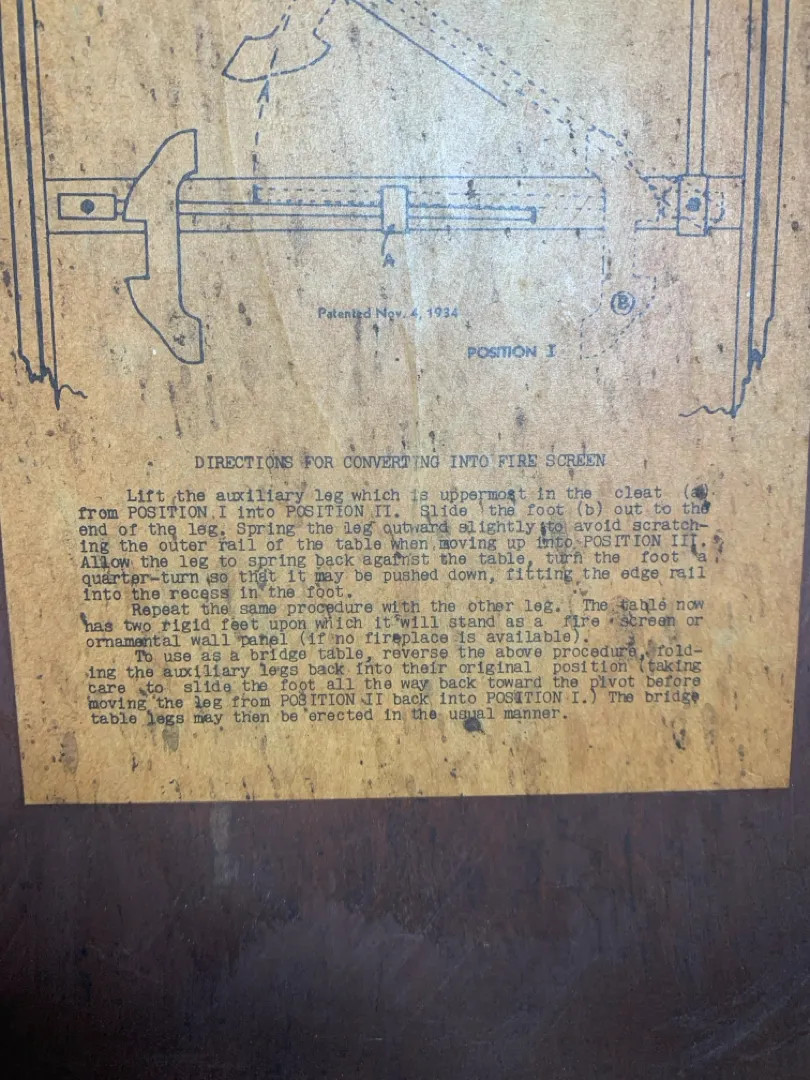 A
B
Patented Nov. 4, 1934
POSITION I
DIRECTIONS FOR CONVERTING INTO FIRE SCREEN
Lift the auxiliary leg which is uppermost in the cleat (a)
from POSITION I into POSITION II. Slide the foot (b) out to the
end of the leg. Spring the leg outward slightly to avoid scratch-
ing the outer rail of the table when moving up into POSITION III.
Allow the leg to spring back against the table, turn the foot a
quarter-turn so that it may be pushed down, fitting the edge rail
into the recess in the foot.
Repeat the same procedure with the other leg. The table now
has two rigid feet upon which it will stand as a fire screen or
ornamental wall panel (if no fireplace is available).
To use as a bridge table, reverse the above procedure, fold-
ing the auxiliary legs back into their original position (taking
care to slide the foot all the way back toward the pivot before
moving the leg from POSITION II back into POSITION I.) The bridge
table legs may then be erected in the usual manner.